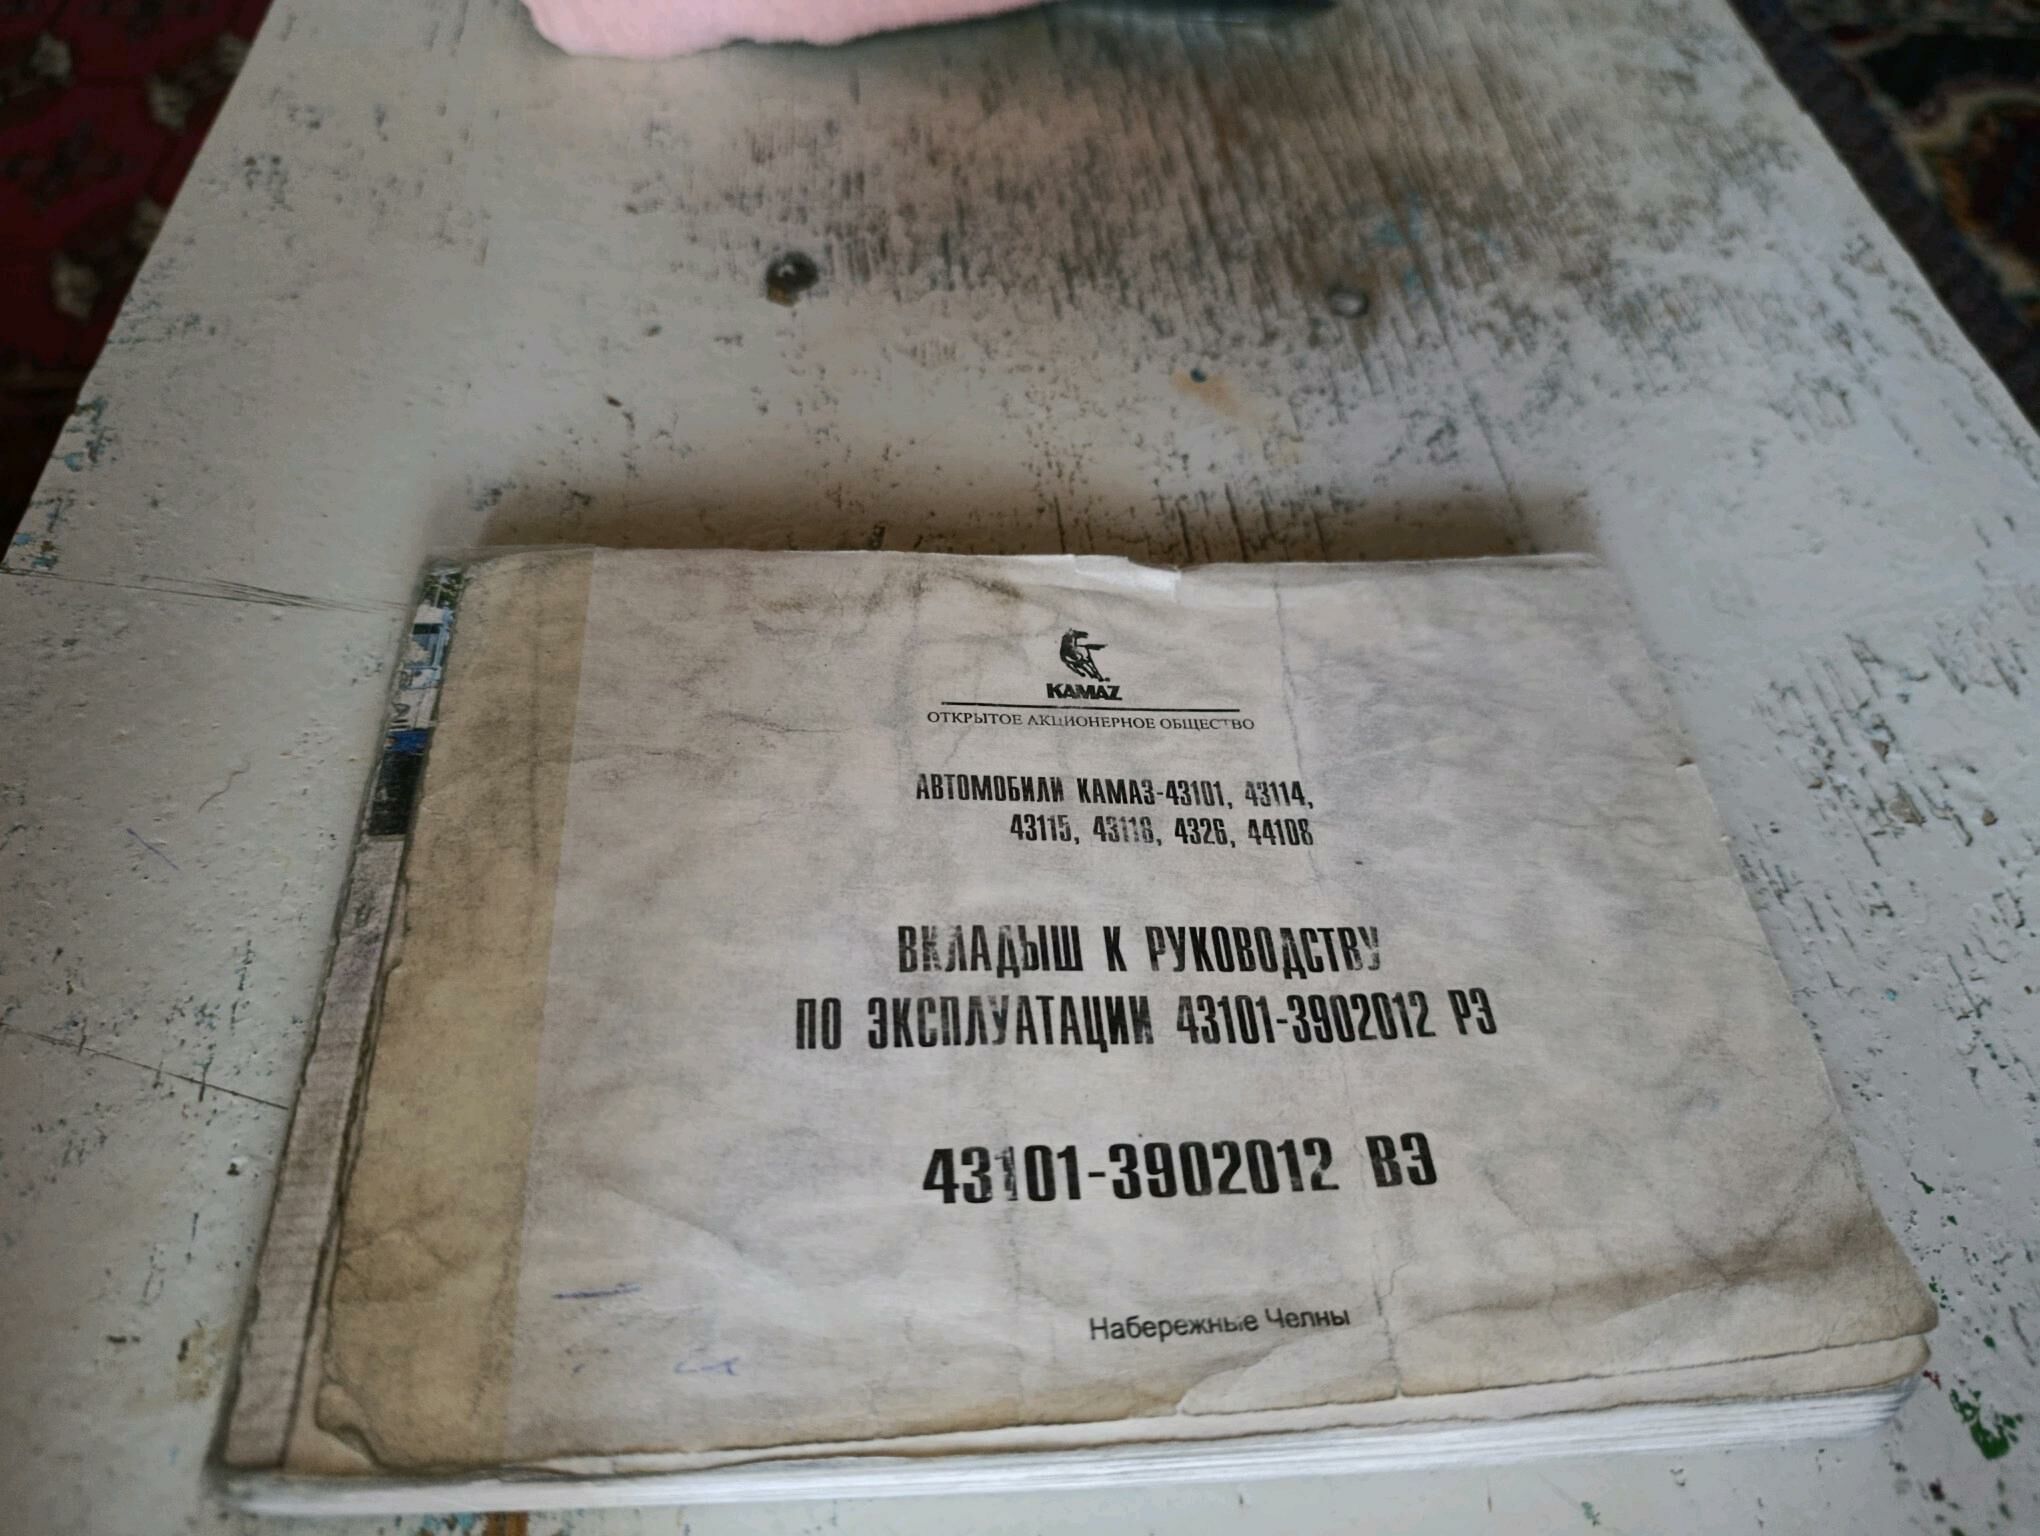 KAMAZ
ОТКРЫТОЕ АКЦИОНЕРНОЕ ОБЩЕСТВО
АВТОМОБИЛИ КАМАЗ-43101, 43114,
43115, 43118, 4326, 44108
ВКЛАДЫШ К РУКОВОДСТВУ
ПО ЭКСПЛУАТАЦИИ 43101-3902012 РЭ
43101-3902012 ВЭ
Набережные Челны